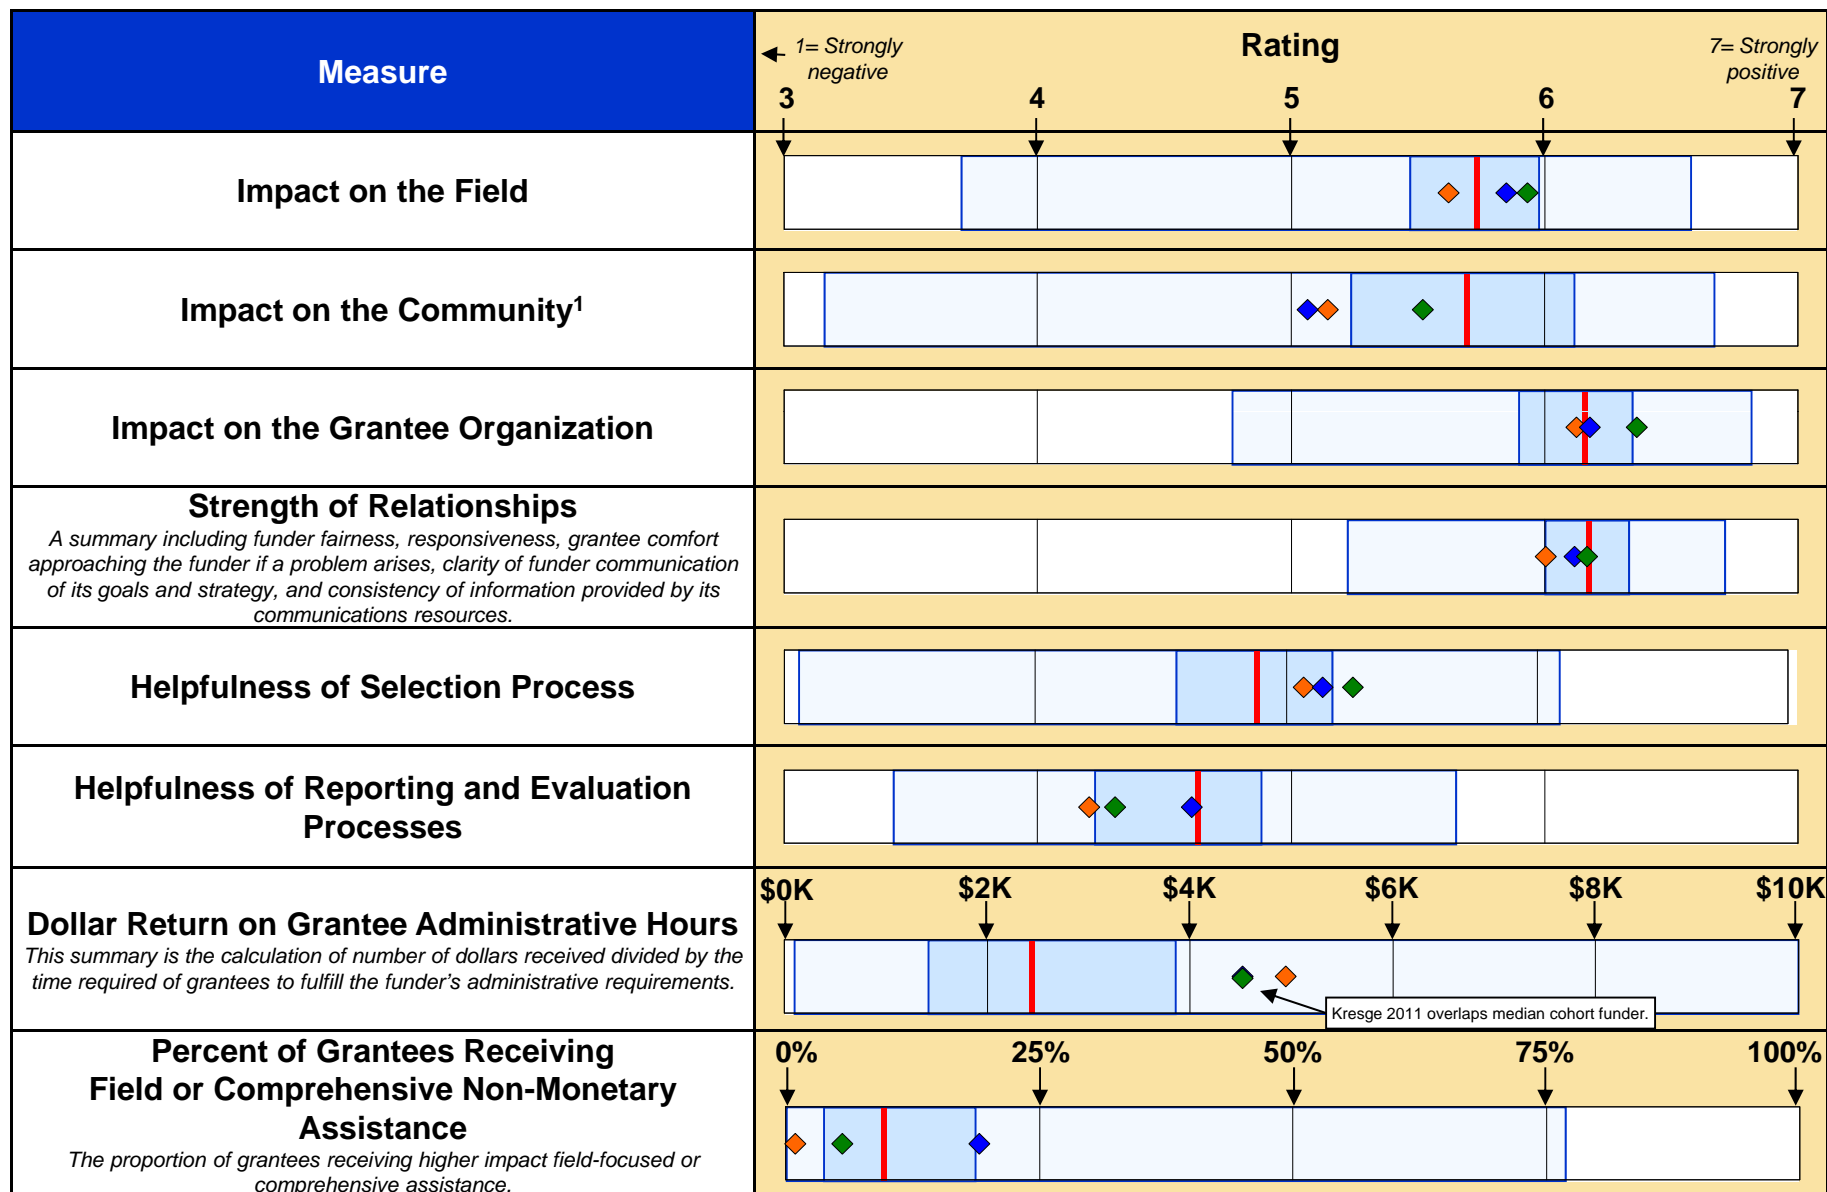 Measure
Rating
1= Strongly
negative
7= Strongly
positive
3 4 5 6 7
Impact on the Field
Impact on the Community1
Impact on the Grantee Organization
Strength of Relationships
A summary including funder fairness, responsiveness, grantee comfort
approaching the funder if a problem arises, clarity of funder communication
of its goals and strategy, and consistency of information provided by its
communications resources.
Helpfulness of Selection Process
Helpfulness of Reporting and Evaluation
Processes
$0K $2K $4K $6K $8K $10K
Dollar Return on Grantee Administrative Hours
This summary is the calculation of number of dollars received divided by the
time required of grantees to fulfill the funder’s administrative requirements.
Kresge 2011 overlaps median cohort funder.
0% 25% 50% 75% 100%
Percent of Grantees Receiving
Field or Comprehensive Non-Monetary
Assistance
The proportion of grantees receiving higher impact field-focused or
comprehensive assistance.